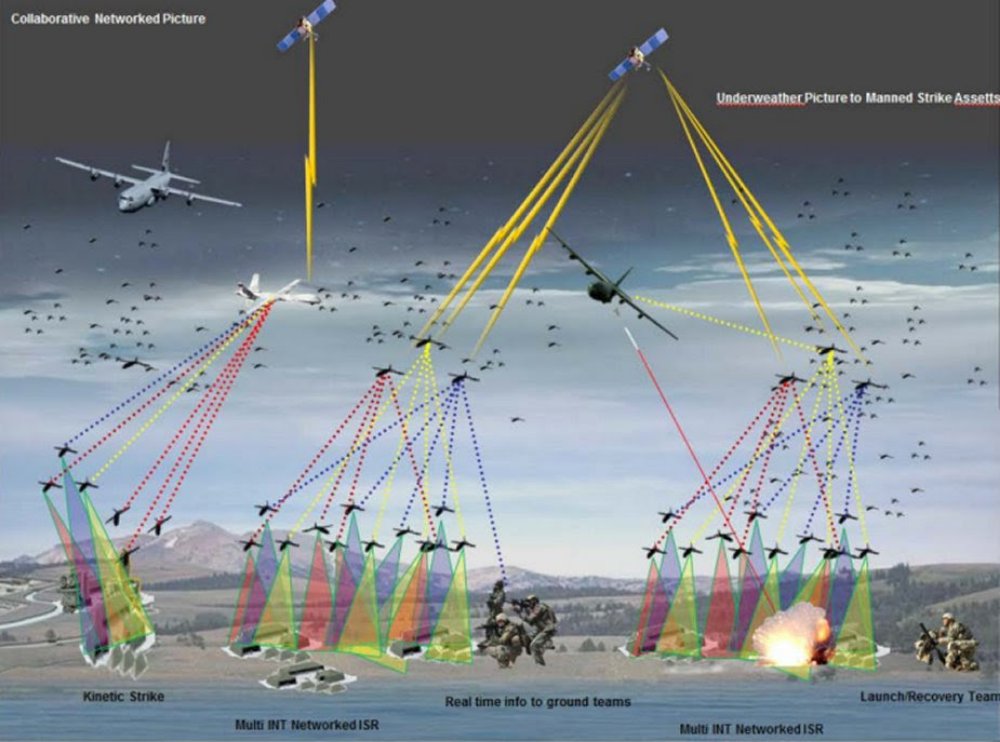 Collaborative Networked Picture
Underweather Picture to Manned Strike Assetts
Kinetic Strike
Real time info to ground teams
Launch/Recovery Team
Multi INT Networked ISR
Multi INT Networked ISR